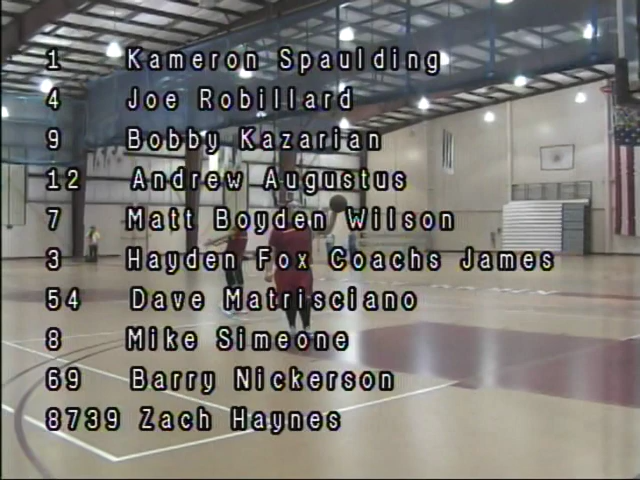 1 Kameron Spaulding
4 Joe Robillard
9 Bobby Kazarian
12 Andrew Augustus
7 Matt Boyden Wilson
3 Hayden Fox Coachs James
54 Dave Matrisciano
8 Mike Simeone
69 Barry Nickerson
8739 Zach Haynes